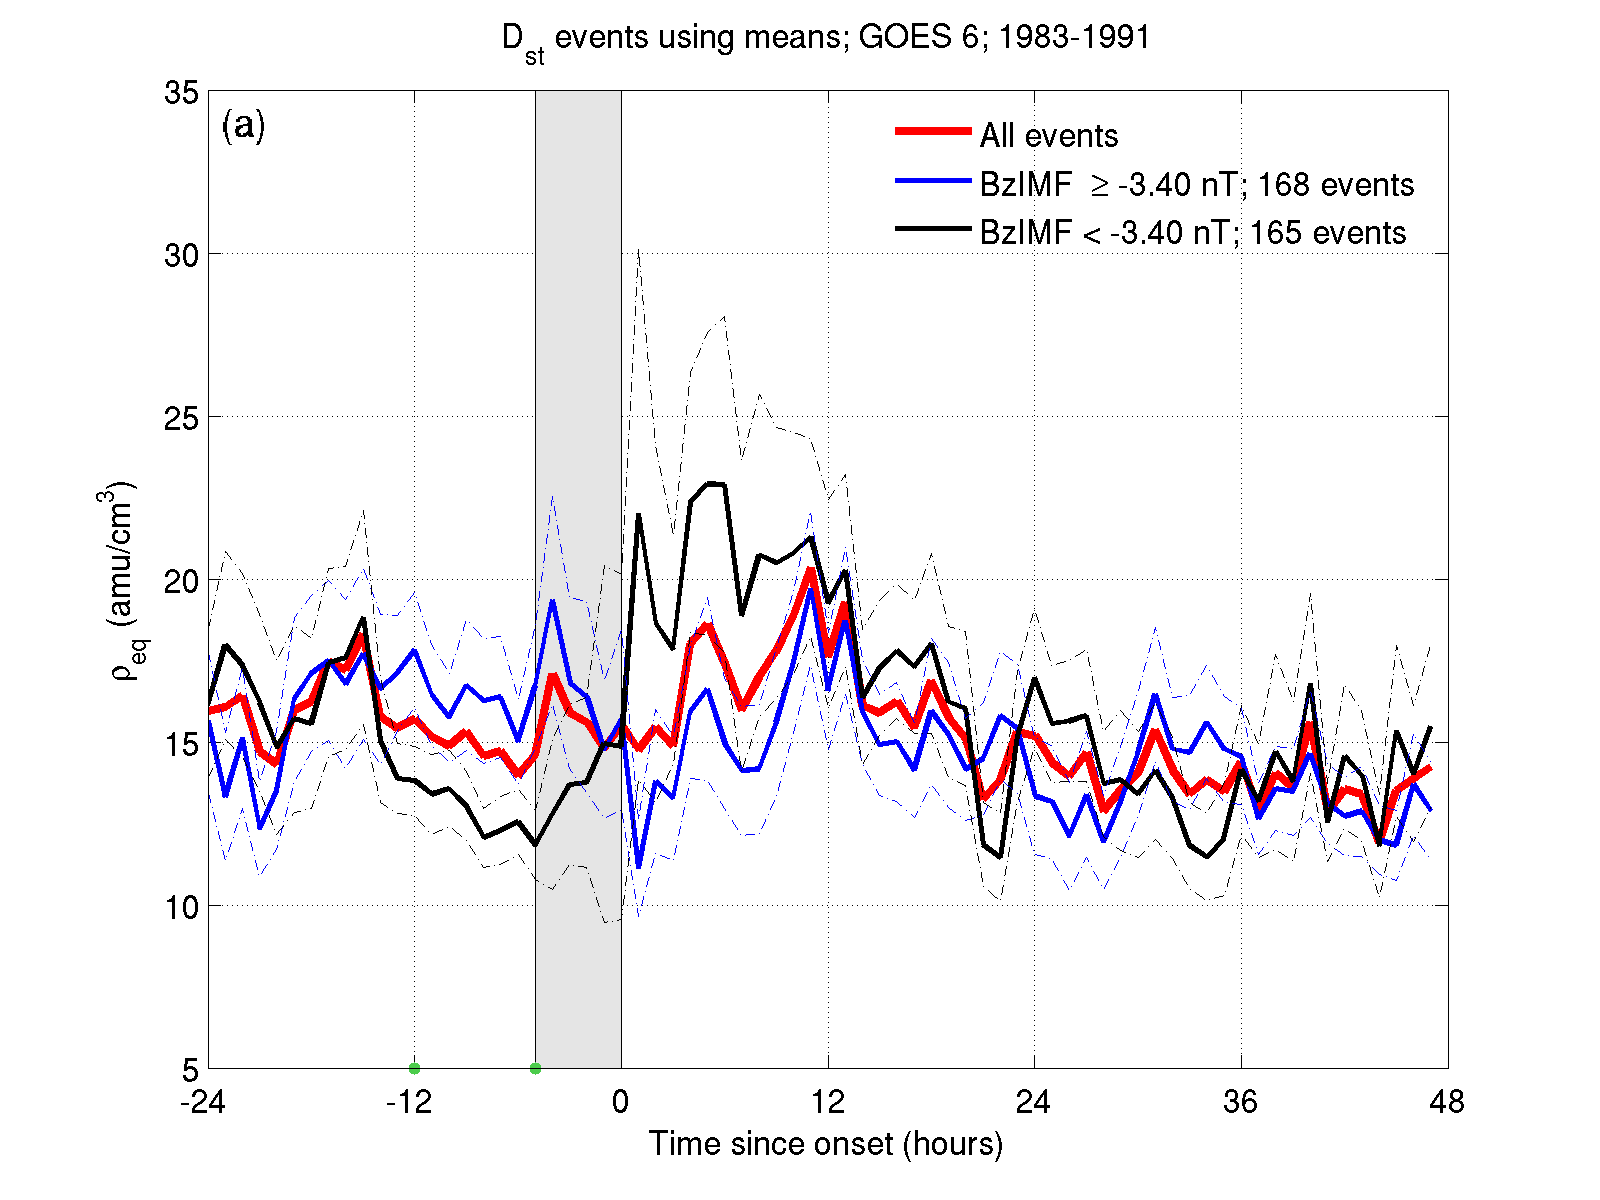 D_st events using means; GOES 6; 1983-1991
(a)
All events
BzIMF ≥ -3.40 nT; 168 events
BzIMF < -3.40 nT; 165 events
35
30
25
20
15
10
5
ρ_eq (amu/cm³)
-24 -12 0 12 24 36 48
Time since onset (hours)